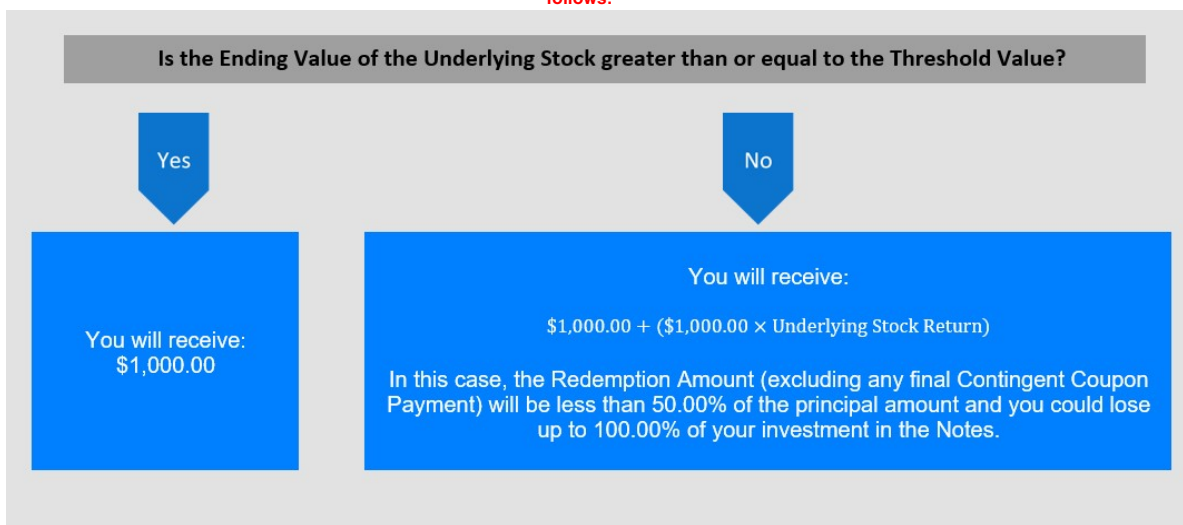 follows:
Is the Ending Value of the Underlying Stock greater than or equal to the Threshold Value?
Yes
No
You will receive:
$1,000.00
You will receive:
$1,000.00 + ($1,000.00 × Underlying Stock Return)
In this case, the Redemption Amount (excluding any final Contingent Coupon
Payment) will be less than 50.00% of the principal amount and you could lose
up to 100.00% of your investment in the Notes.